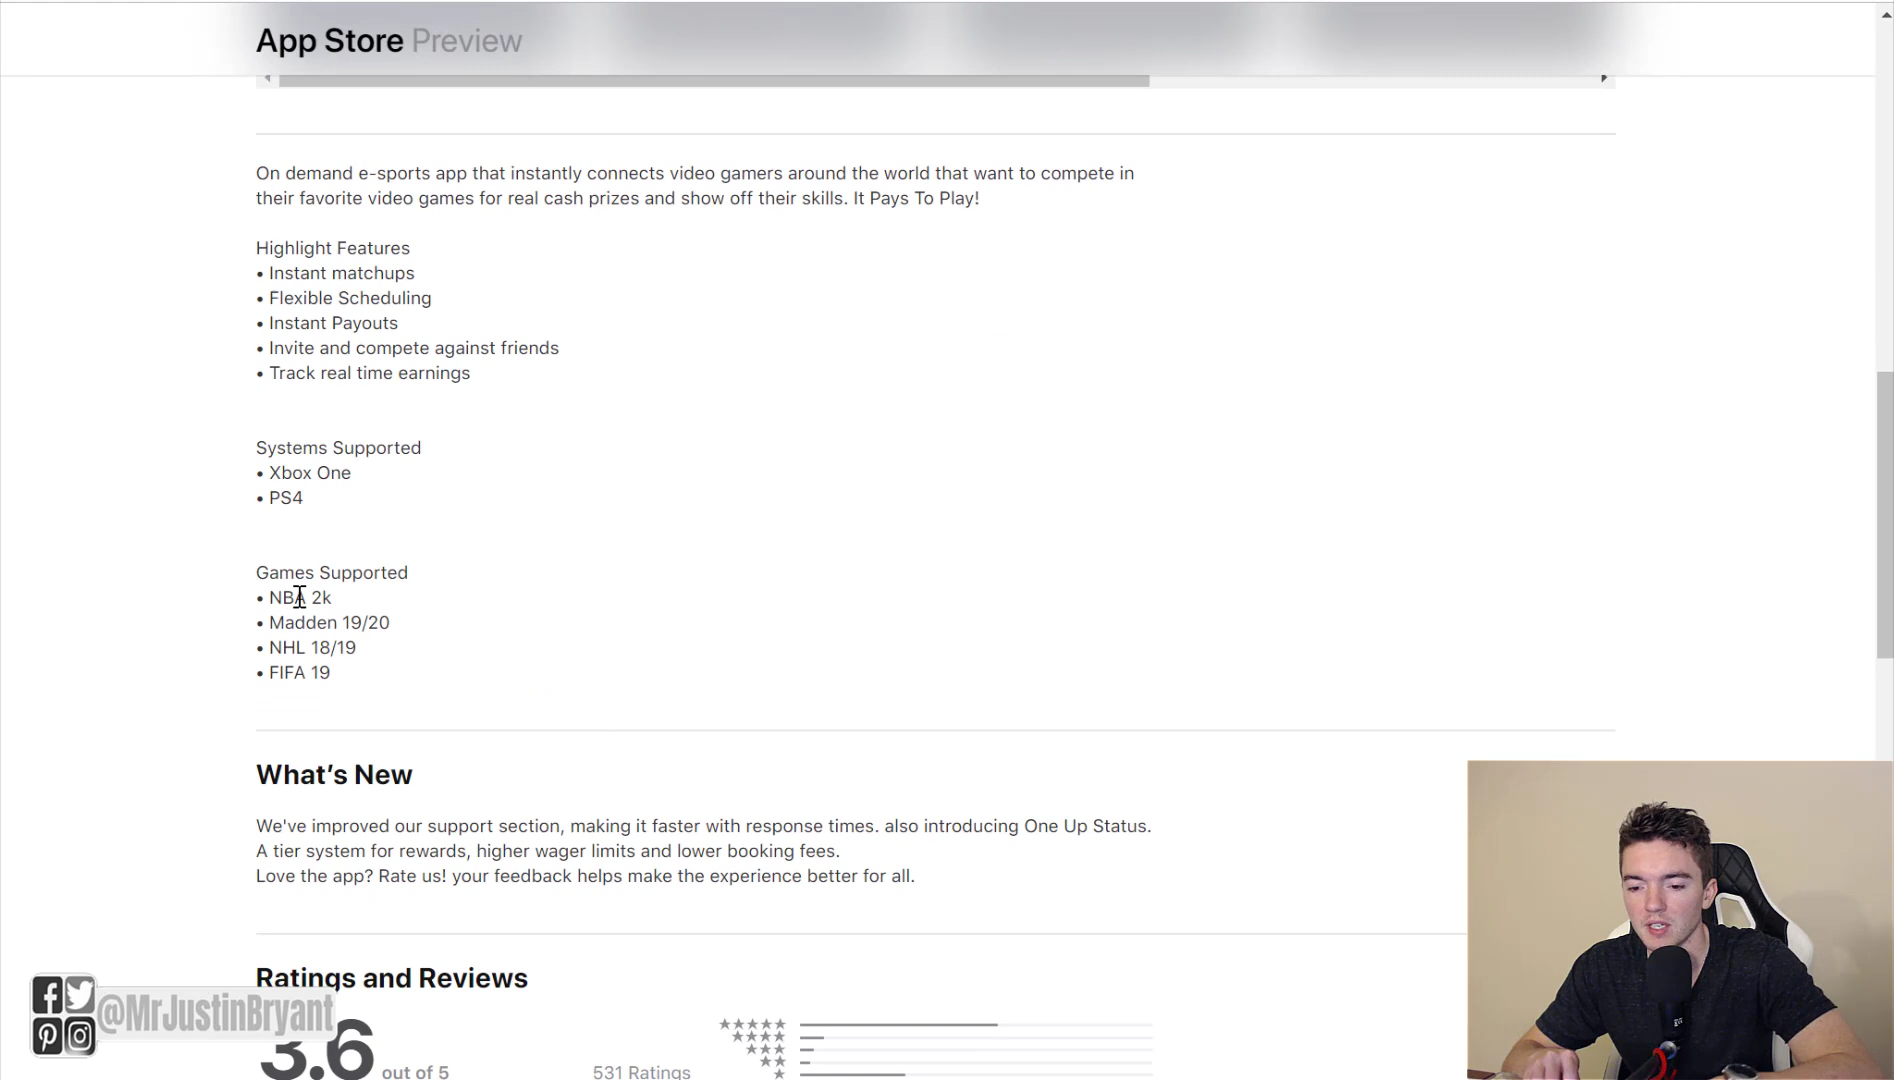 App Store Preview
On demand e-sports app that instantly connects video gamers around the world that want to compete in
their favorite video games for real cash prizes and show off their skills. It Pays To Play!
Highlight Features
• Instant matchups
• Flexible Scheduling
• Instant Payouts
• Invite and compete against friends
• Track real time earnings
Systems Supported
• Xbox One
• PS4
Games Supported
• NBA 2k
• Madden 19/20
• NHL 18/19
• FIFA 19
What's New
We've improved our support section, making it faster with response times. also introducing One Up Status.
A tier system for rewards, higher wager limits and lower booking fees.
Love the app? Rate us! your feedback helps make the experience better for all.
Ratings and Reviews
@MrJustinBryant
3.6 out of 5
531 Ratings